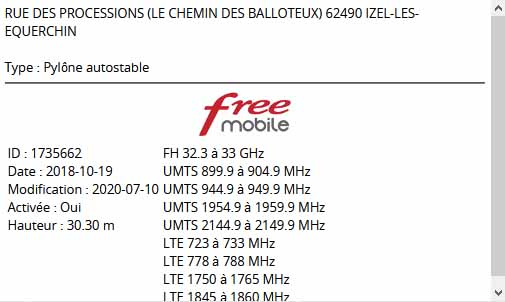 RUE DES PROCESSIONS (LE CHEMIN DES BALLOTEUX) 62490 IZEL-LES-
EQUERCHIN
Type : Pylône autostable
free
mobile
ID : 1735662 FH 32.3 à 33 GHz
Date : 2018-10-19 UMTS 899.9 à 904.9 MHz
Modification : 2020-07-10 UMTS 944.9 à 949.9 MHz
Activée : Oui UMTS 1954.9 à 1959.9 MHz
Hauteur : 30.30 m UMTS 2144.9 à 2149.9 MHz
LTE 723 à 733 MHz
LTE 778 à 788 MHz
LTE 1750 à 1765 MHz
LTE 1845 à 1860 MHz